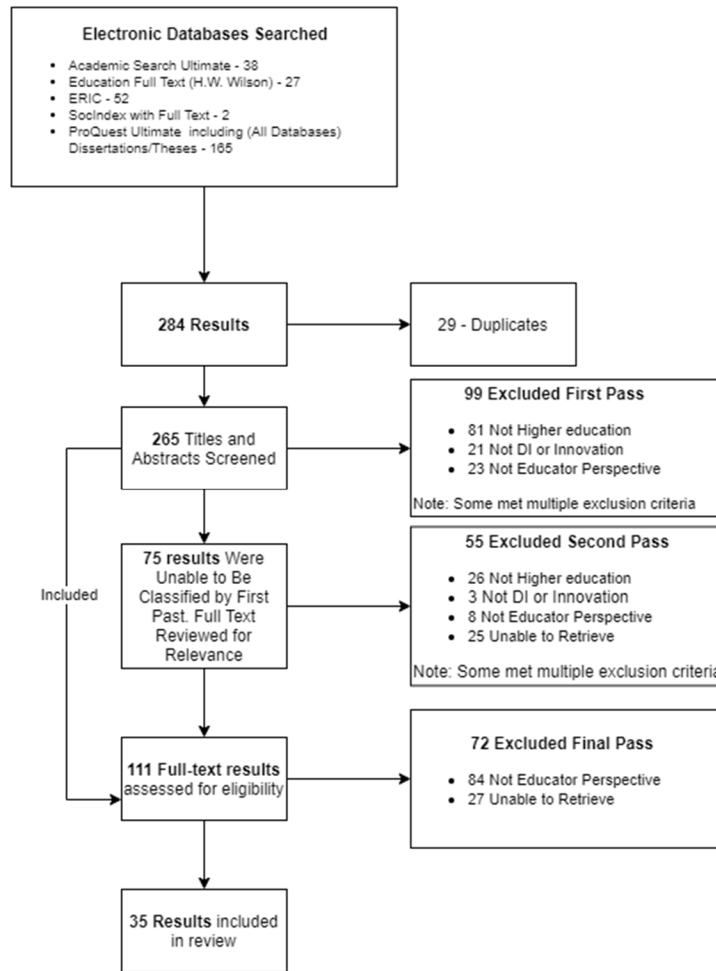 Electronic Databases Searched
• Academic Search Ultimate - 38
• Education Full Text (H.W. Wilson) - 27
• ERIC - 52
• SocIndex with Full Text - 2
• ProQuest Ultimate including (All Databases)
Dissertations/Theses - 165
284 Results
29 - Duplicates
265 Titles and
Abstracts Screened
99 Excluded First Pass
• 81 Not Higher education
• 21 Not DI or Innovation
• 23 Not Educator Perspective
Note: Some met multiple exclusion criteria
Included
75 results Were
Unable to Be
Classified by First
Past. Full Text
Reviewed for
Relevance
55 Excluded Second Pass
• 26 Not Higher education
• 3 Not DI or Innovation
• 8 Not Educator Perspective
• 25 Unable to Retrieve
Note: Some met multiple exclusion criteria
111 Full-text results
assessed for eligibility
72 Excluded Final Pass
• 84 Not Educator Perspective
• 27 Unable to Retrieve
35 Results included
in review